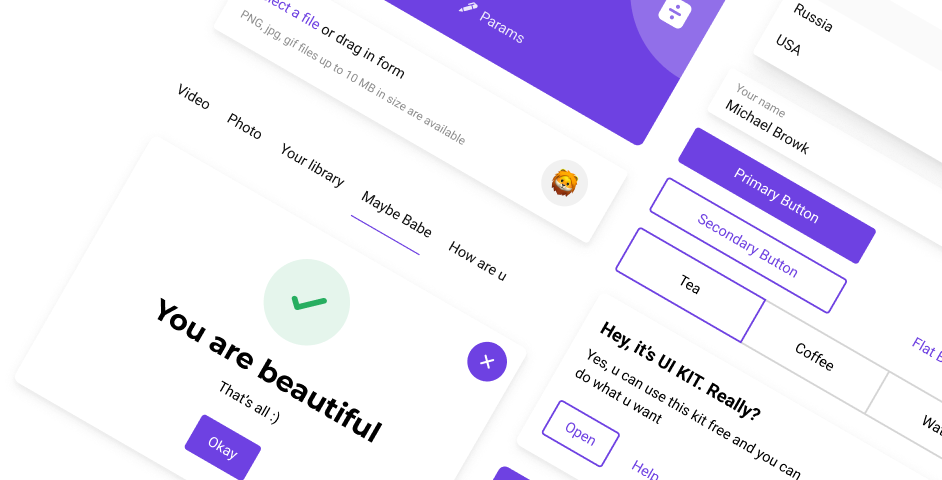 Params
select a file or drag in form
PNG, jpg, gif files up to 10 MB in size are available
Video
Photo
Your library
Maybe Babe
How are u
You are beautiful
That's all :)
Okay
Russia
USA
Your name
Michael Browk
Primary Button
Secondary Button
Tea
Coffee
Flat
Hey, it's UI KIT. Really?
Yes, u can use this kit free and you can
do what u want
Open
Help